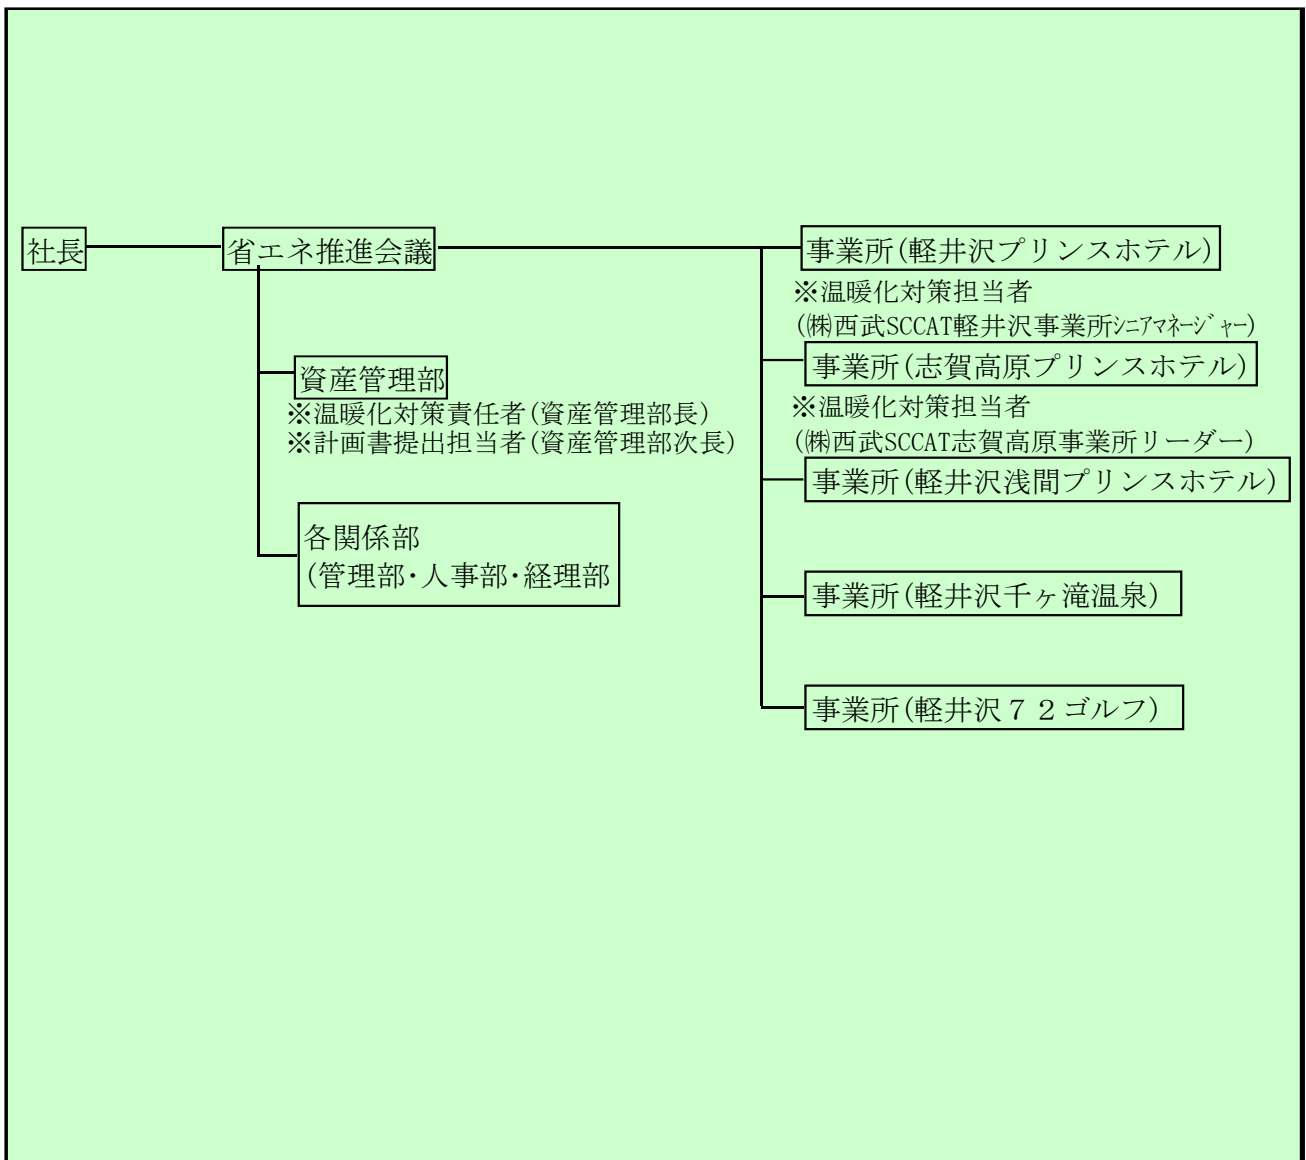 社長
省エネ推進会議
資産管理部
※温暖化対策責任者(資産管理部長)
※計画書提出担当者(資産管理部次長)
各関係部
(管理部・人事部・経理部
事業所(軽井沢プリンスホテル)
※温暖化対策担当者
(㈱西武SCCAT軽井沢事業所ｼﾆｱﾏﾈｰｼﾞｬｰ)
事業所(志賀高原プリンスホテル)
※温暖化対策担当者
(㈱西武SCCAT志賀高原事業所リーダー)
事業所(軽井沢浅間プリンスホテル)
事業所(軽井沢千ヶ滝温泉)
事業所(軽井沢７２ゴルフ)